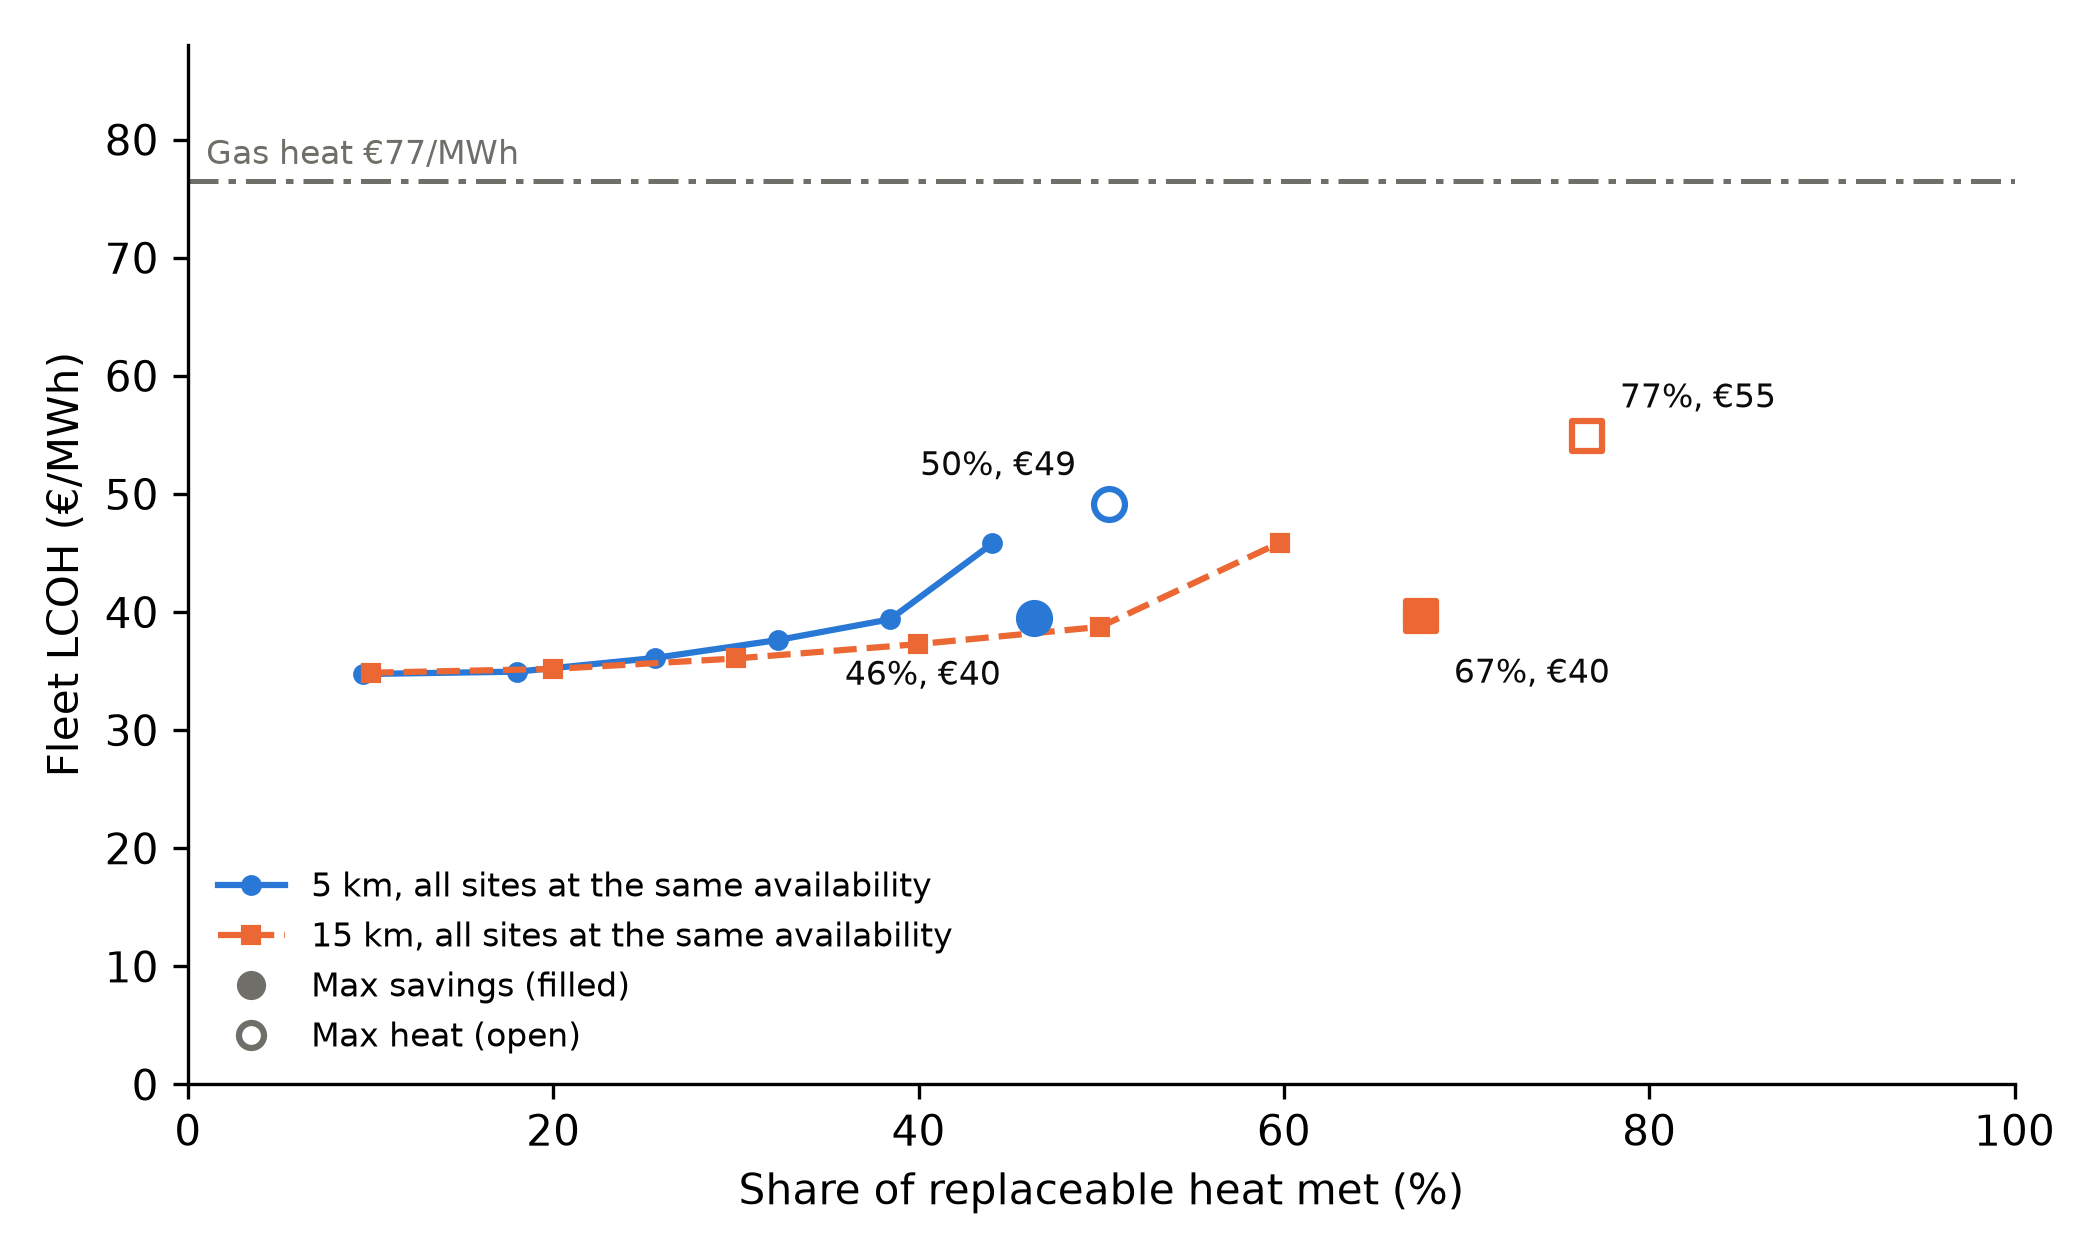 80
Gas heat €77/MWh
70
60
77%, €55
50%, €49
50
40
46%, €40
67%, €40
30
20
10
0
Fleet LCOH (€/MWh)
5 km, all sites at the same availability
15 km, all sites at the same availability
Max savings (filled)
Max heat (open)
0 20 40 60 80 100
Share of replaceable heat met (%)